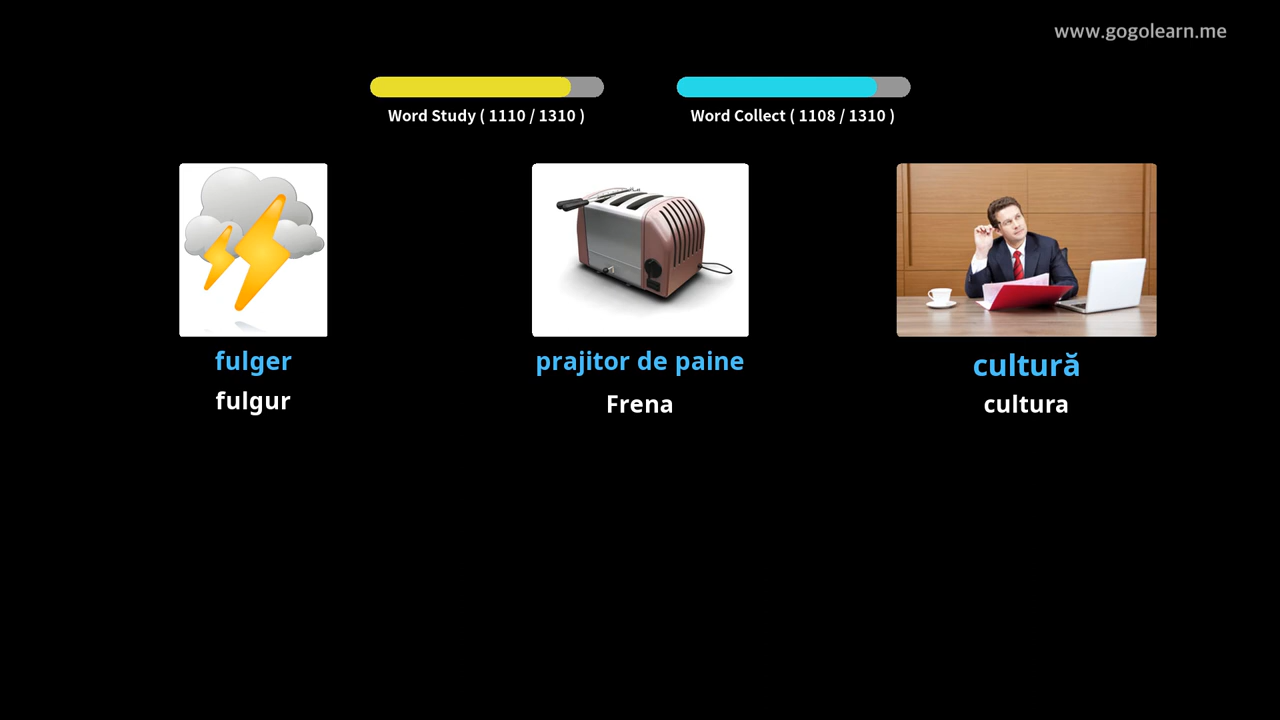 www.gogolearn.me
Word Study ( 1110 / 1310 )
Word Collect ( 1108 / 1310 )
fulger
fulgur
prajitor de paine
Frena
cultură
cultura